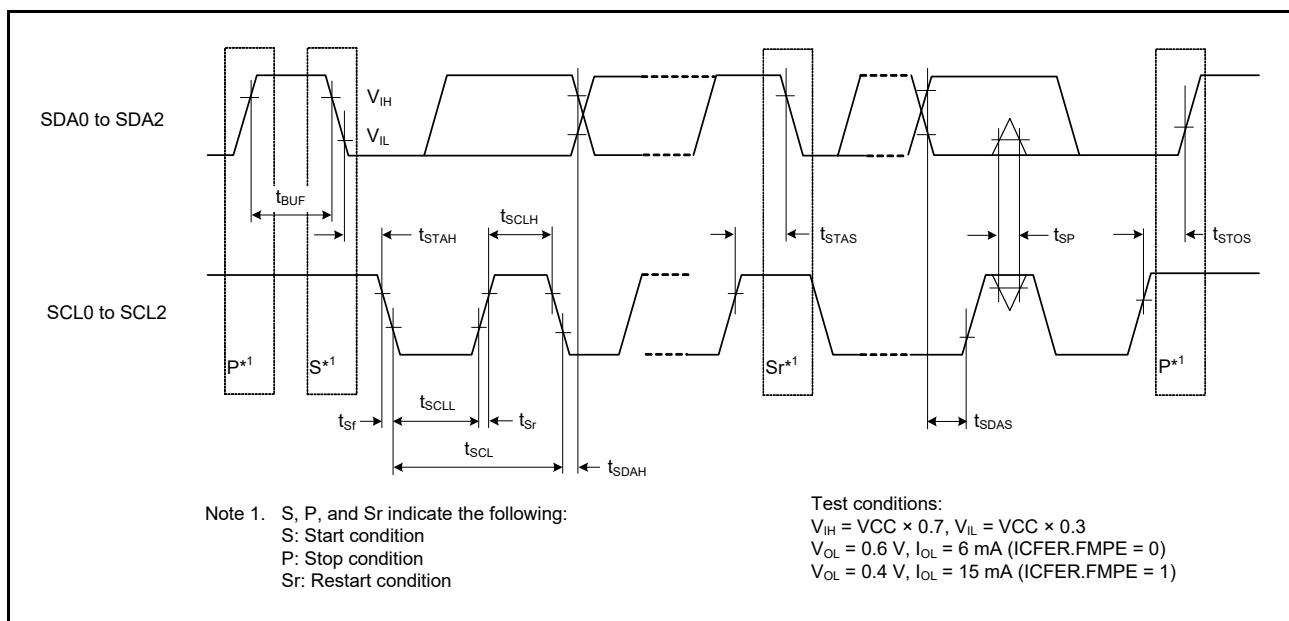 SDA0 to SDA2
V_IH
V_IL
t_BUF
t_STAH
t_SCLH
t_STAS
t_SP
t_STOS
SCL0 to SCL2
P*1
S*1
Sr*1
P*1
t_Sf
t_SCLL
t_Sr
t_SCL
t_SDAH
t_SDAS
Note 1. S, P, and Sr indicate the following:
S: Start condition
P: Stop condition
Sr: Restart condition
Test conditions:
V_IH = VCC × 0.7, V_IL = VCC × 0.3
V_OL = 0.6 V, I_OL = 6 mA (ICFER.FMPE = 0)
V_OL = 0.4 V, I_OL = 15 mA (ICFER.FMPE = 1)